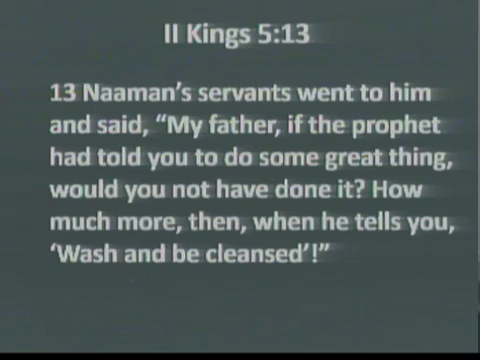 II Kings 5:13
13 Naaman’s servants went to him
and said, “My father, if the prophet
had told you to do some great thing,
would you not have done it? How
much more, then, when he tells you,
‘Wash and be cleansed’!”